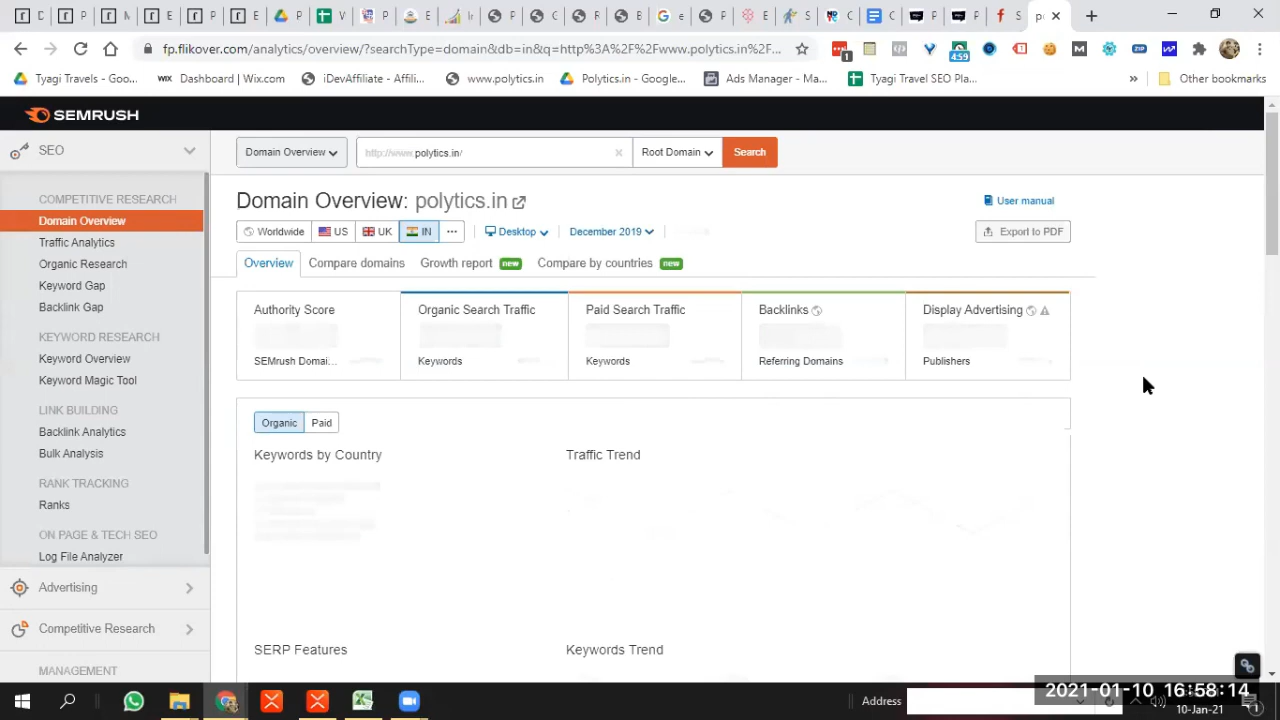 fp.flikover.com/analytics/overview/?searchType=domain&db=in&q=http%3A%2F%2Fwww.polytics.in%2F...
Tyagi Travels - Goo...
Dashboard | Wix.com
iDevAffiliate - Affili...
www.polytics.in
Polytics.in - Google...
Ads Manager - Ma...
Tyagi Travel SEO Pla...
»
Other bookmarks
SEMRUSH
SEO
Domain Overview
http://www.polytics.in/
Root Domain
Search
COMPETITIVE RESEARCH
Domain Overview
Traffic Analytics
Organic Research
Keyword Gap
Backlink Gap
KEYWORD RESEARCH
Keyword Overview
Keyword Magic Tool
LINK BUILDING
Backlink Analytics
Bulk Analysis
RANK TRACKING
Ranks
ON PAGE & TECH SEO
Log File Analyzer
Advertising
Competitive Research
MANAGEMENT
Domain Overview: polytics.in
User manual
Worldwide US UK IN ... Desktop December 2019
Export to PDF
Overview Compare domains Growth report new Compare by countries new
Authority Score
SEMrush Domai...
Organic Search Traffic
Keywords
Paid Search Traffic
Keywords
Backlinks
Referring Domains
Display Advertising
Publishers
Organic Paid
Keywords by Country
Traffic Trend
SERP Features
Keywords Trend
Address
2021-01-10 16:58:14
10-Jan-21